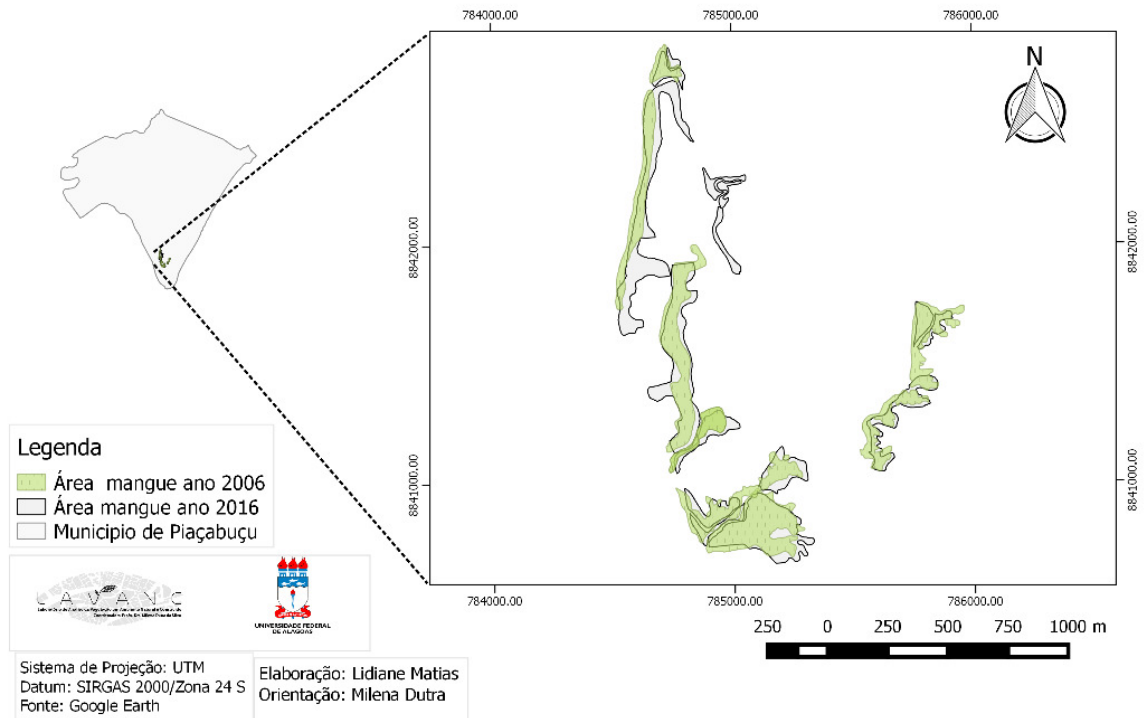 784000.00 785000.00 786000.00
N
8842000.00 8842000.00
8841000.00 8841000.00
784000.00 785000.00 786000.00
250 0 250 500 750 1000 m
Legenda
Área mangue ano 2006
Área mangue ano 2016
Municipio de Piaçabuçu
UNIVERSIDADE FEDERAL
DE ALAGOAS
Sistema de Projeção: UTM
Datum: SIRGAS 2000/Zona 24 S
Fonte: Google Earth
Elaboração: Lidiane Matias
Orientação: Milena Dutra